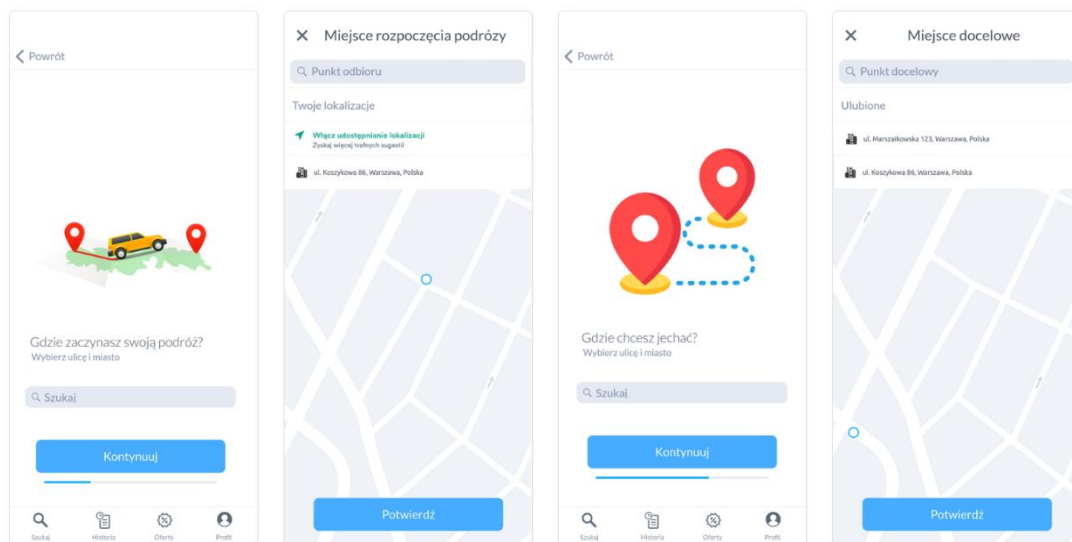 Powrót
Gdzie zaczynasz swoją podróż?
Wybierz ulicę i miasto
Szukaj
Kontynuuj
Szukaj
Historia
Oferty
Profil
Miejsce rozpoczęcia podróży
Punkt odbioru
Twoje lokalizacje
Włącz udostępnianie lokalizacji
Zyskaj więcej trafnych sugestii
ul. Koszykowa 86, Warszawa, Polska
Potwierdź
Powrót
Gdzie chcesz jechać?
Wybierz ulicę i miasto
Szukaj
Kontynuuj
Szukaj
Historia
Oferty
Profil
Miejsce docelowe
Punkt docelowy
Ulubione
ul. Marszałkowska 123, Warszawa, Polska
ul. Koszykowa 86, Warszawa, Polska
Potwierdź